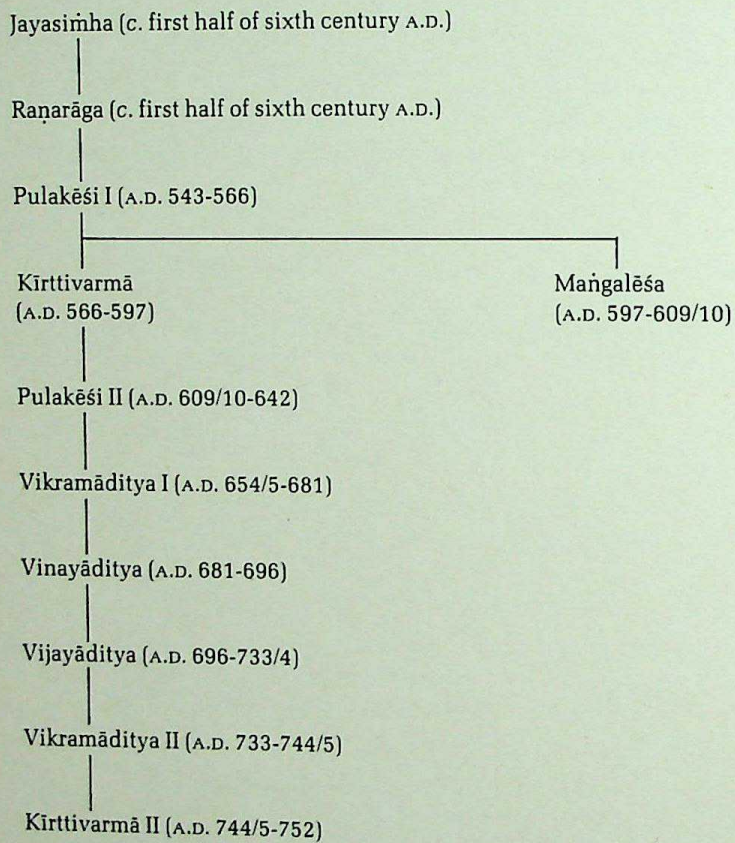 Jayasiṁha (c. first half of sixth century A.D.)
Raṇarāga (c. first half of sixth century A.D.)
Pulakēśi I (A.D. 543-566)
Kīrttivarmā
(A.D. 566-597)
Maṅgalēśa
(A.D. 597-609/10)
Pulakēśi II (A.D. 609/10-642)
Vikramāditya I (A.D. 654/5-681)
Vinayāditya (A.D. 681-696)
Vijayāditya (A.D. 696-733/4)
Vikramāditya II (A.D. 733-744/5)
Kīrttivarmā II (A.D. 744/5-752)